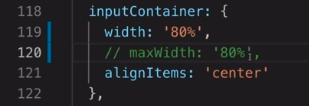 118 inputContainer: {
119 width: '80%',
120 // maxWidth: '80%',
121 alignItems: 'center'
122 },